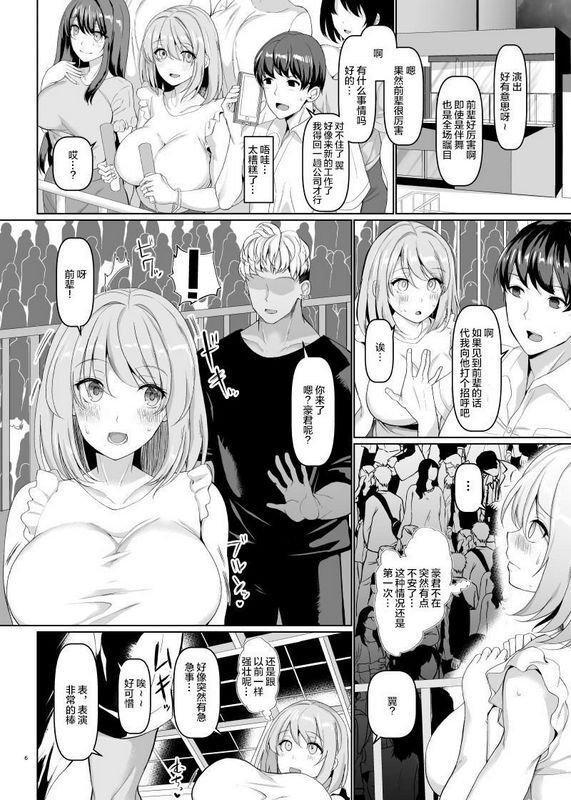 演出
好有意思呀~
前辈好厉害啊
即使是伴舞
也是全场瞩目
嗯
果然前辈很厉害
啊
有什么事情吗
好的…
对不住了 翼
好像来新的工作了
我得回一趟公司才行
唔哇…
太糟糕了…
哎…?
啊
如果见到前辈的话
代我向他打个招呼吧
诶…
!
你来了
嗯?豪君呢?
呀
前辈!
豪君不在
突然有点
不安了…
这种情况还是
第一次…
翼?
还是跟
以前一样
强壮呢…
好像突然有
急事…
唉~
好可惜
表,表演
非常的棒
6